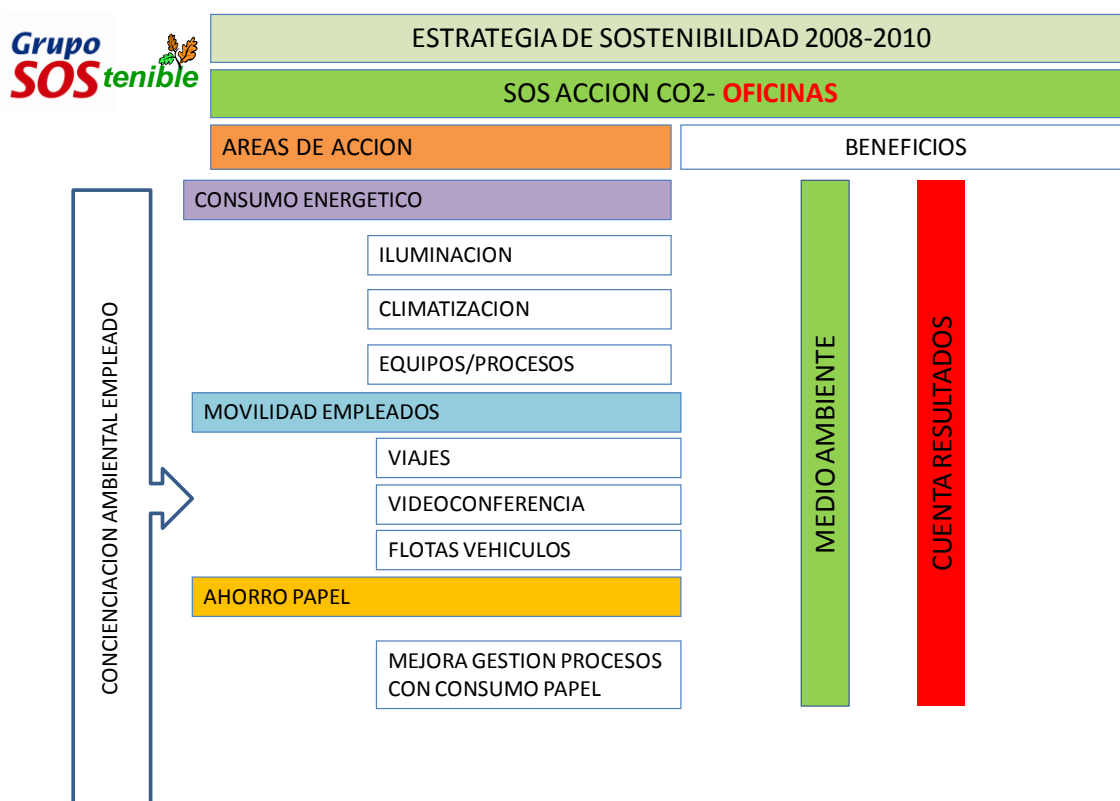 Grupo
SOStenible
ESTRATEGIA DE SOSTENIBILIDAD 2008-2010
SOS ACCION CO2- OFICINAS
AREAS DE ACCION
BENEFICIOS
CONCIENCIACION AMBIENTAL EMPLEADO
CONSUMO ENERGETICO
ILUMINACION
CLIMATIZACION
EQUIPOS/PROCESOS
MOVILIDAD EMPLEADOS
VIAJES
VIDEOCONFERENCIA
FLOTAS VEHICULOS
AHORRO PAPEL
MEJORA GESTION PROCESOS
CON CONSUMO PAPEL
MEDIO AMBIENTE
CUENTA RESULTADOS